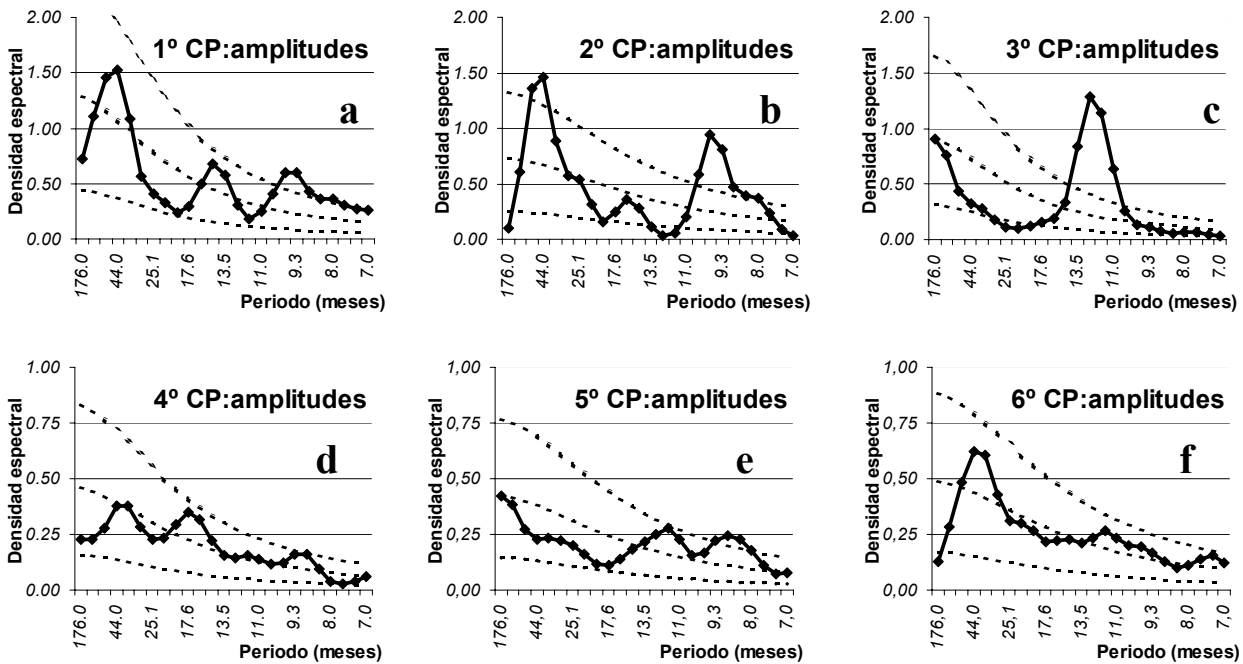 1º CP:amplitudes
a
Densidad espectral
2.00
1.50
1.00
0.50
0.00
176.0 44.0 25.1 17.6 13.5 11.0 9.3 8.0 7.0
Periodo (meses)
2º CP:amplitudes
b
Densidad espectral
2.00
1.50
1.00
0.50
0.00
176.0 44.0 25.1 17.6 13.5 11.0 9.3 8.0 7.0
Periodo (meses)
3º CP:amplitudes
c
Densidad espectral
2.00
1.50
1.00
0.50
0.00
176.0 44.0 25.1 17.6 13.5 11.0 9.3 8.0 7.0
Periodo (meses)
4º CP:amplitudes
d
Densidad espectral
1.00
0.75
0.50
0.25
0.00
176.0 44.0 25.1 17.6 13.5 11.0 9.3 8.0 7.0
Periodo (meses)
5º CP:amplitudes
e
Densidad espectral
1,00
0,75
0,50
0,25
0,00
176,0 44,0 25,1 17,6 13,5 11,0 9,3 8,0 7,0
Periodo (meses)
6º CP:amplitudes
f
Densidad espectral
1,00
0,75
0,50
0,25
0,00
176,0 44,0 25,1 17,6 13,5 11,0 9,3 8,0 7,0
Periodo (meses)